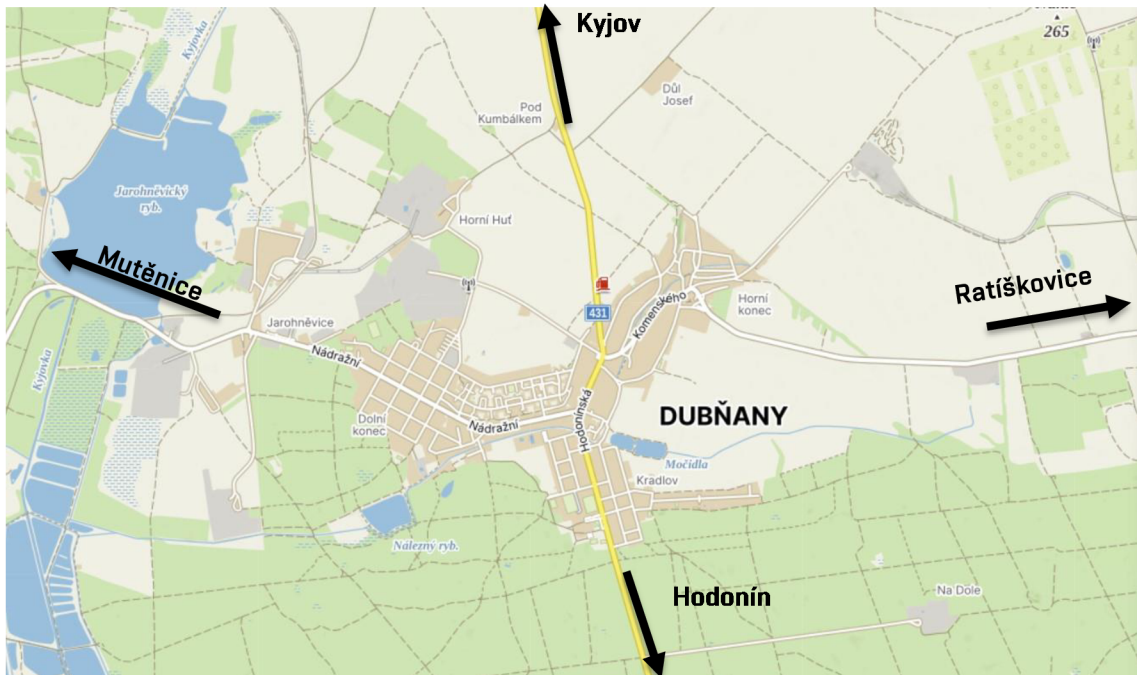 Kyjov
265
Kyjovka
Důl
Josef
Pod
Kumbálkem
Jarohněvický
ryb.
Horní Huť
Mutěnice
Ratíškovice
431
Komenského
Horní
konec
Jarohněvice
Nádražní
Kyjovka
Hodonínská
DUBŇANY
Dolní
konec
Nádražní
Močidla
Kradlov
Nálezný ryb.
Hodonín
Na Dole